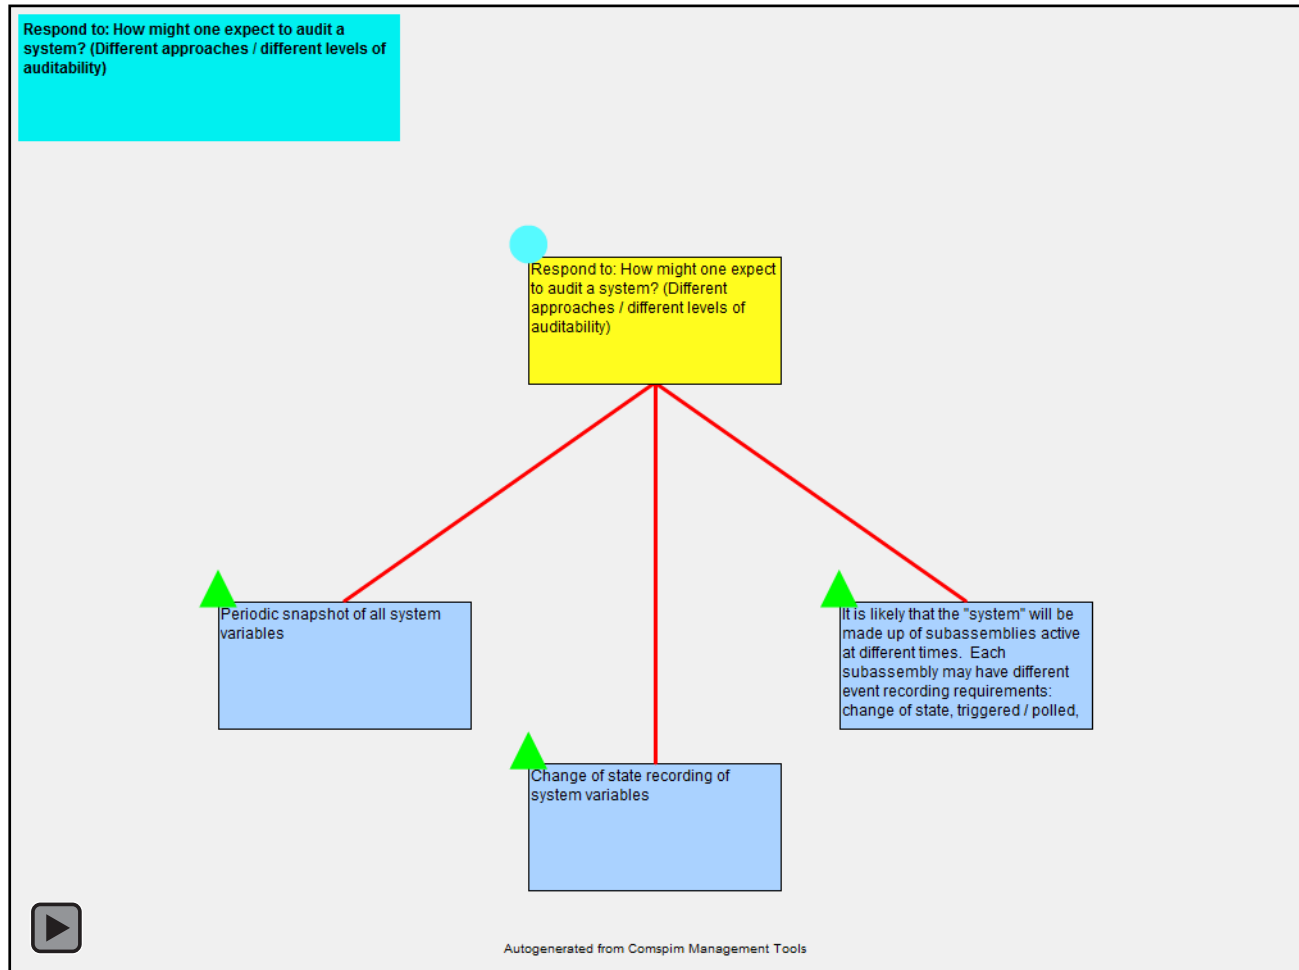 Respond to: How might one expect to audit a
system? (Different approaches / different levels of
auditability)
Respond to: How might one expect
to audit a system? (Different
approaches / different levels of
auditability)
Periodic snapshot of all system
variables
It is likely that the "system" will be
made up of subassemblies active
at different times.  Each
subassembly may have different
event recording requirements:
change of state, triggered / polled,
Change of state recording of
system variables
Autogenerated from Comspim Management Tools